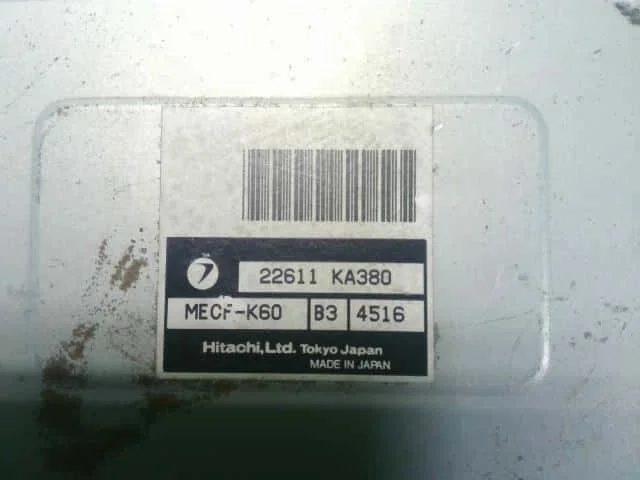 22611 KA380
MECF-K60 B3 4516
Hitachi,Ltd. Tokyo Japan
MADE IN JAPAN